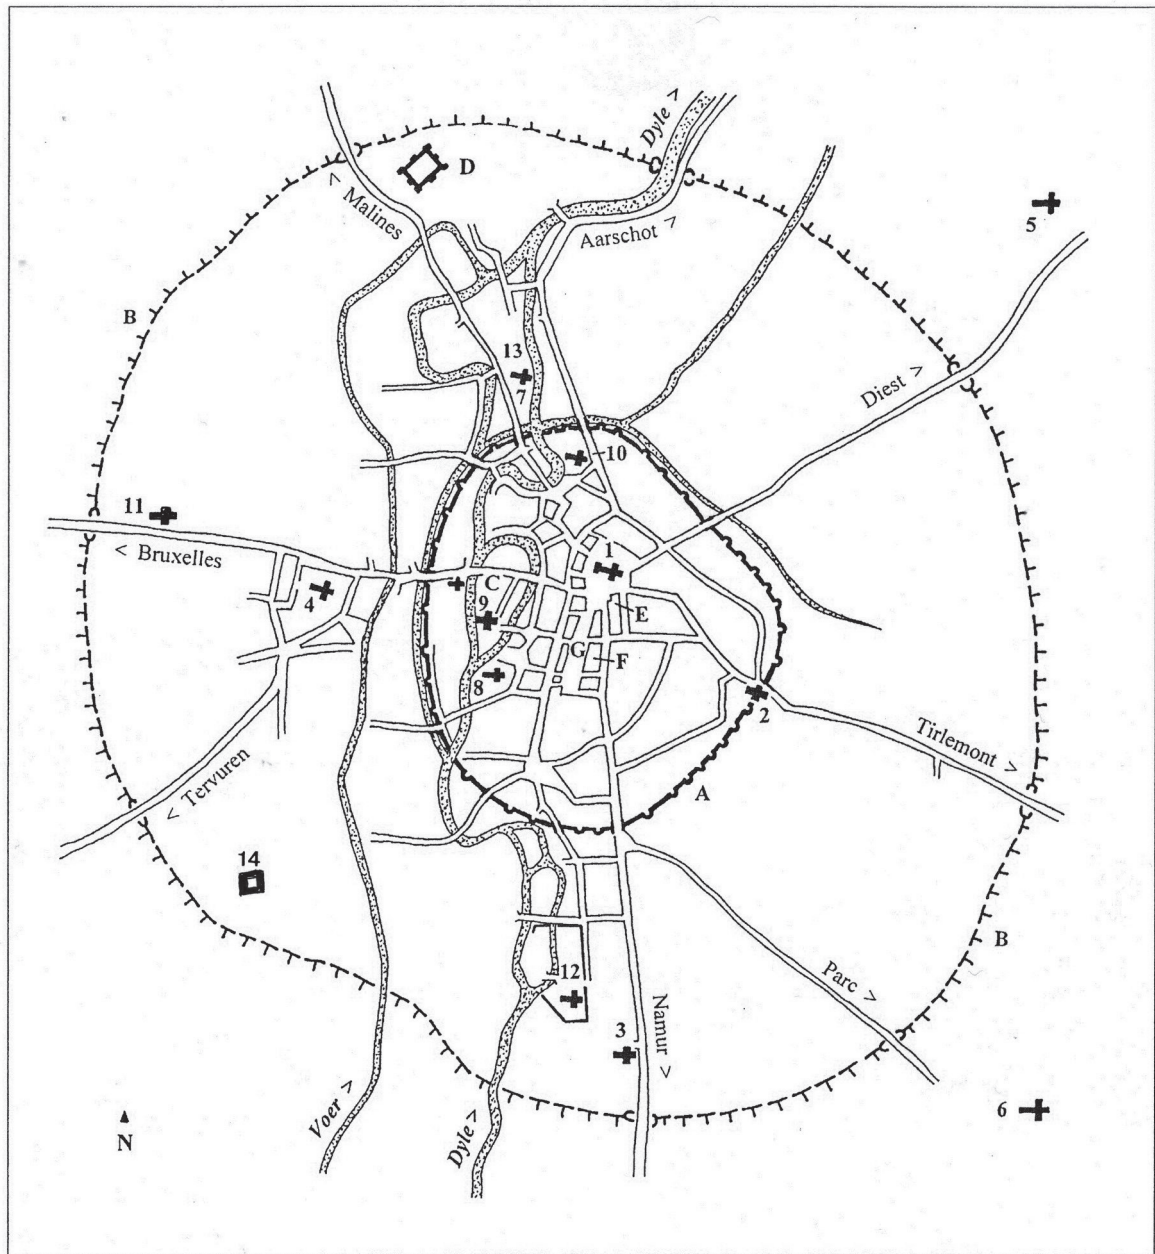 Dyle >
D
< Malines
Aarschot >
5
B
13
7
Diest >
10
11
< Bruxelles
1
C
4
9
E
G
F
8
2
Tirlemont >
< Tervuren
A
14
B
12
Parc >
Namur >
3
6
Voer >
Dyle >
N